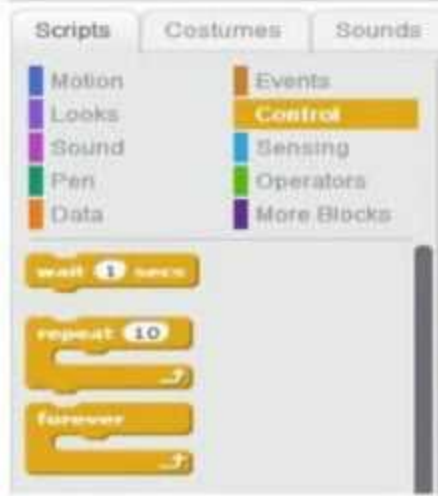 Scripts Costumes Sounds
Motion Events
Looks Control
Sound Sensing
Pen Operators
Data More Blocks
wait 1 secs
repeat 10
forever